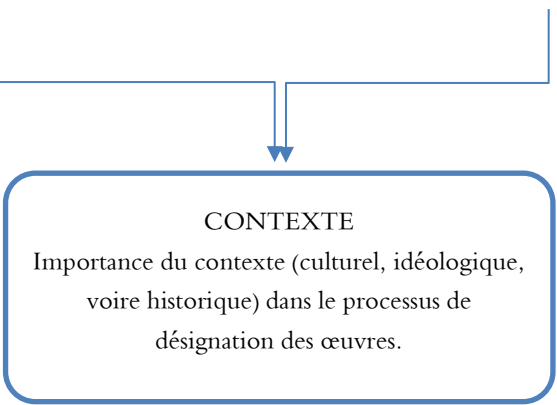 CONTEXTE
Importance du contexte (culturel, idéologique,
voire historique) dans le processus de
désignation des œuvres.